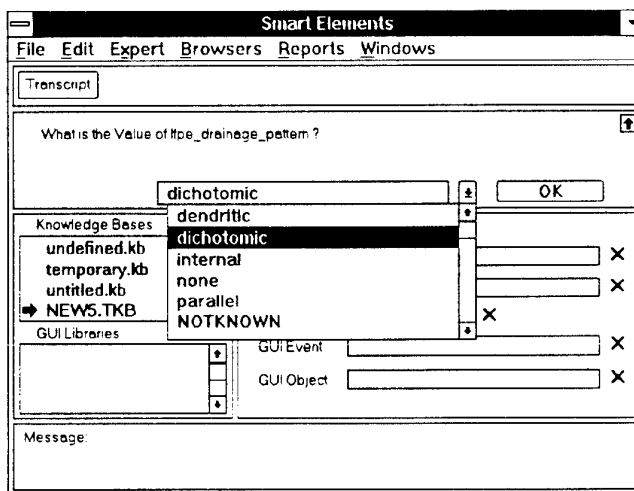 Smart Elements
File Edit Expert Browsers Reports Windows
Transcript
What is the Value of lfpe_drainage_pattern ?
dichotomic
OK
dendritic
dichotomic
internal
none
parallel
NOTKNOWN
Knowledge Bases
undefined.kb
temporary.kb
untitled.kb
NEW5.TKB
GUI Libraries
GUI Event
GUI Object
Message: